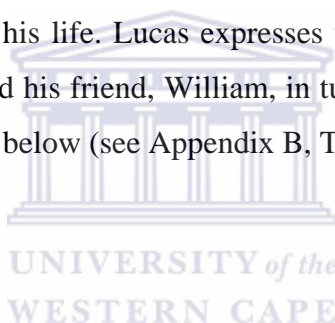 his life. Lucas expresses
d his friend, William, in tu
below (see Appendix B, T
UNIVERSITY of the
WESTERN CAPE